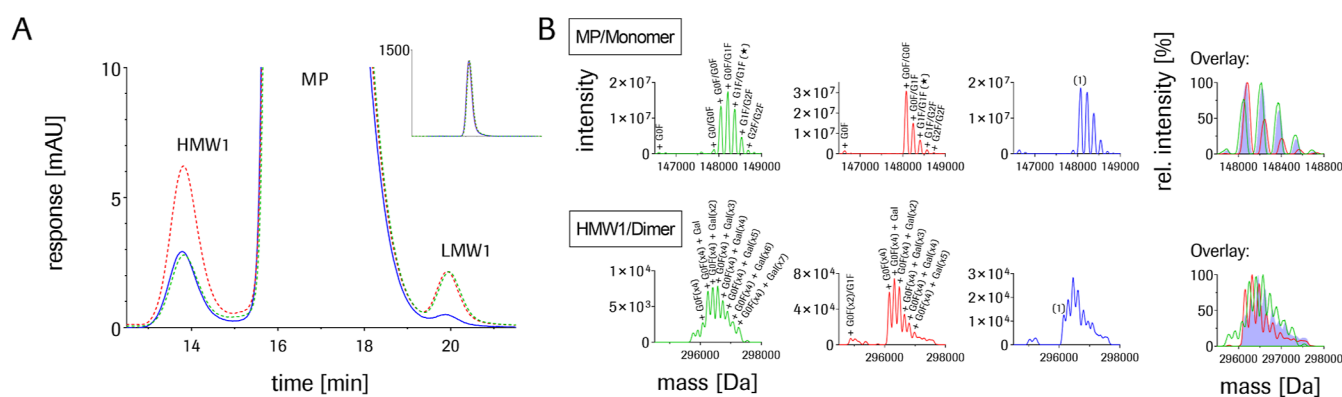 A
response [mAU]
10
5
0
HMW1
MP
LMW1
1500
14
16
18
20
time [min]
B
MP/Monomer
intensity
2×10⁷
1×10⁷
0
+ G0F
+ G0/G0F
+ G0F/G0F
+ G0F/G1F
+ G1F/G1F (★)
+ G1F/G2F
+ G2F/G2F
147000
148000
149000
3×10⁷
2×10⁷
1×10⁷
0
+ G0F
+ G0F/G0F
+ G0F/G1F
+ G1F/G1F (★)
+ G1F/G2F
+ G2F/G2F
147000
148000
149000
2×10⁷
1×10⁷
0
(1)
147000
148000
149000
rel. intensity [%]
Overlay:
100
50
0
148000
148400
148800
HMW1/Dimer
1×10⁴
5×10³
0
+ G0F(x4)
+ G0F(x4) + Gal
+ G0F(x4) + Gal(x2)
+ G0F(x4) + Gal(x3)
+ G0F(x4) + Gal(x4)
+ G0F(x4) + Gal(x5)
+ G0F(x4) + Gal(x6)
+ G0F(x4) + Gal(x7)
296000
298000
8×10⁴
4×10⁴
0
+ G0F(x2)/G1F
+ G0F(x4)
+ G0F(x4) + Gal
+ G0F(x4) + Gal(x2)
+ G0F(x4) + Gal(x3)
+ G0F(x4) + Gal(x4)
+ G0F(x4) + Gal(x5)
296000
298000
3×10⁴
2×10⁴
1×10⁴
0
(1)
296000
298000
Overlay:
100
50
0
296000
297000
298000
mass [Da]
mass [Da]